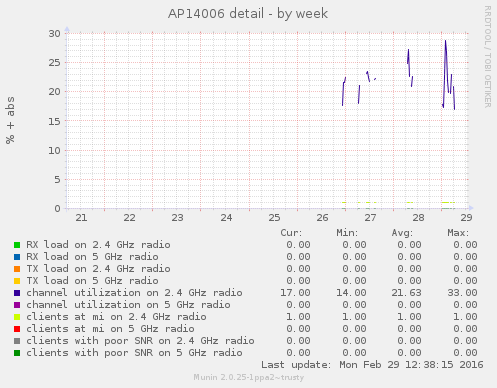 AP14006 detail - by week
RRDTOOL / TOBI OETIKER
% + abs
30
25
20
15
10
5
0
21 22 23 24 25 26 27 28 29
Cur: Min: Avg: Max:
RX load on 2.4 GHz radio 0.00 0.00 0.00 0.00
RX load on 5 GHz radio 0.00 0.00 0.00 0.00
TX load on 2.4 GHz radio 0.00 0.00 0.00 0.00
TX load on 5 GHz radio 0.00 0.00 0.00 0.00
channel utilization on 2.4 GHz radio 17.00 14.00 21.63 33.00
channel utilization on 5 GHz radio 0.00 0.00 0.00 0.00
clients at mi on 2.4 GHz radio 1.00 1.00 1.00 1.00
clients at mi on 5 GHz radio 0.00 0.00 0.00 0.00
clients with poor SNR on 2.4 GHz radio 0.00 0.00 0.00 0.00
clients with poor SNR on 5 GHz radio 0.00 0.00 0.00 0.00
Last update: Mon Feb 29 12:38:15 2016
Munin 2.0.25-1ppa2~trusty